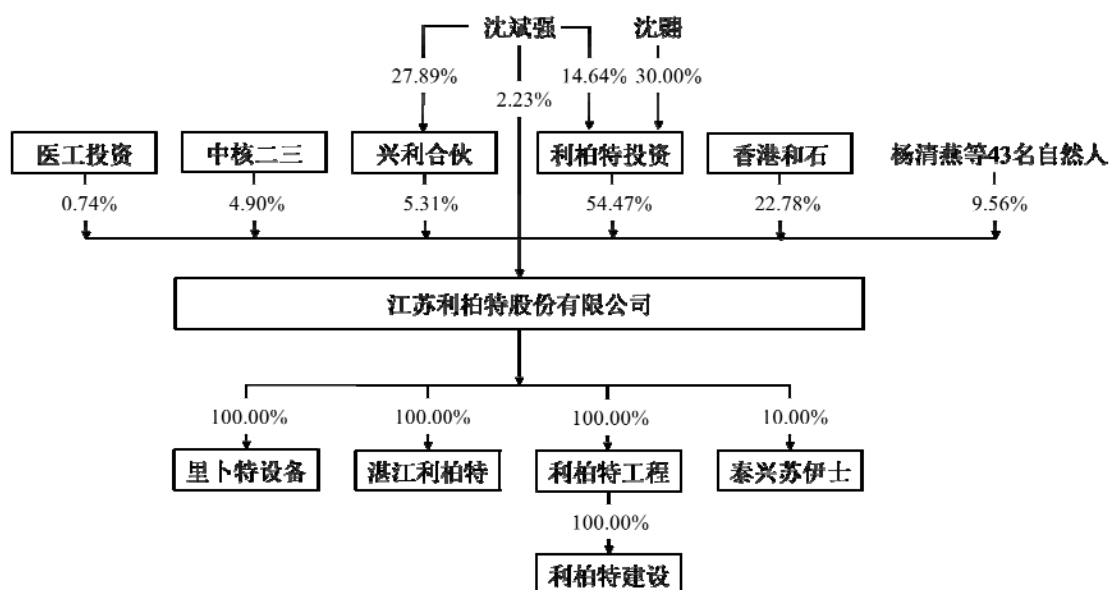 沈斌强 沈翾
27.89% 14.64% 30.00%
2.23%
医工投资 中核二三 兴利合伙 利柏特投资 香港和石 杨清燕等43名自然人
0.74% 4.90% 5.31% 54.47% 22.78% 9.56%
江苏利柏特股份有限公司
100.00% 100.00% 100.00% 10.00%
里卜特设备 湛江利柏特 利柏特工程 泰兴苏伊士
100.00%
利柏特建设